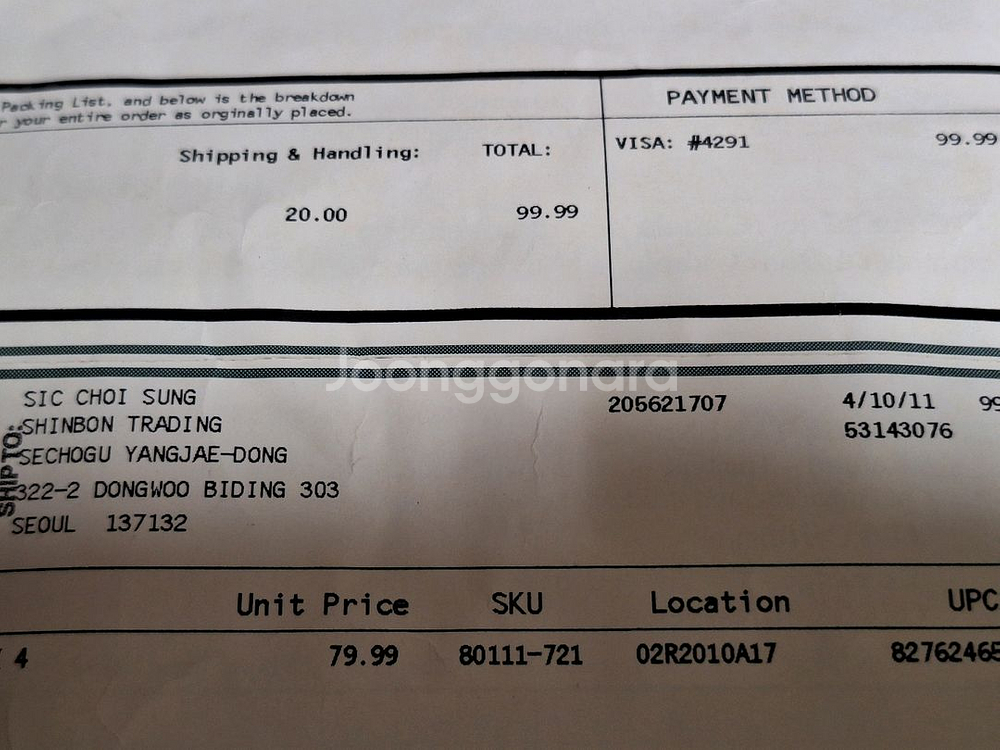 Packing List, and below is the breakdown
r your entire order as orginally placed.
Shipping & Handling: TOTAL:
20.00 99.99
PAYMENT METHOD
VISA: #4291 99.99
Joonggonara
SHIP TO:
SIC CHOI SUNG
SHINBON TRADING
SECHOGU YANGJAE-DONG
322-2 DONGWOO BIDING 303
SEOUL 137132
205621707 4/10/11 99
53143076
Unit Price SKU Location UPC
4 79.99 80111-721 02R2010A17 82762465